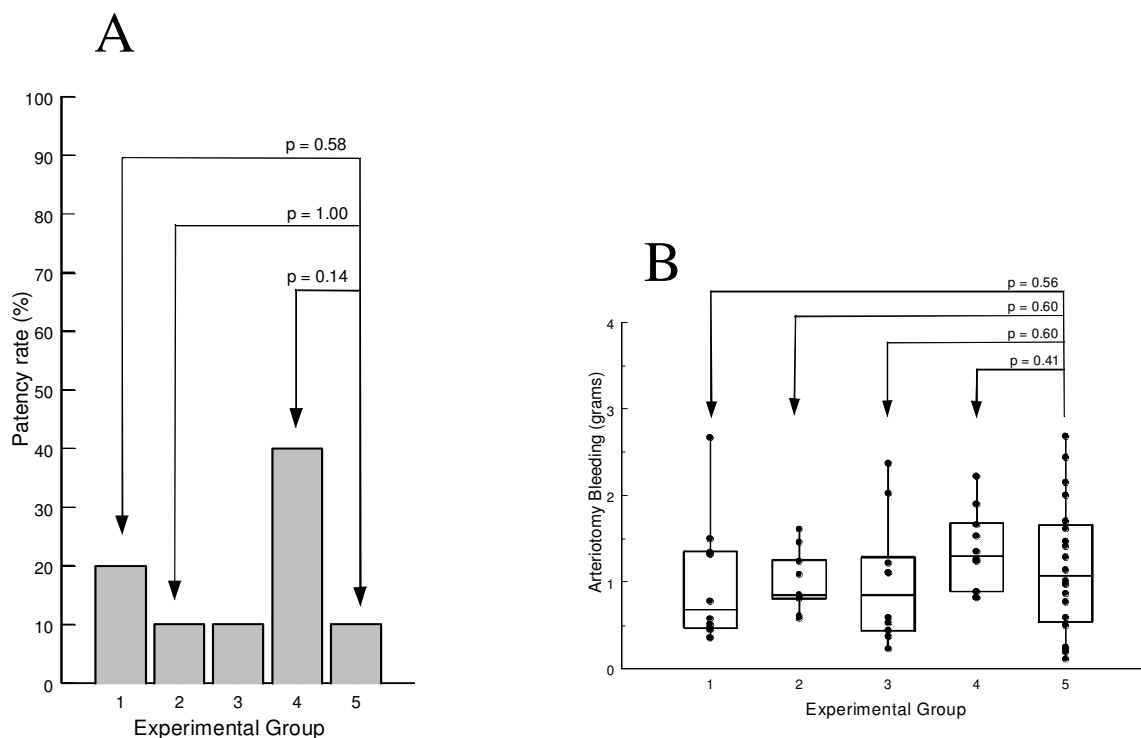 A
Patency rate (%)
100
90
80
70
60
50
40
30
20
10
0
p = 0.58
p = 1.00
p = 0.14
1 2 3 4 5
Experimental Group
B
Arteriotomy Bleeding (grams)
4
3
2
1
0
p = 0.56
p = 0.60
p = 0.60
p = 0.41
1 2 3 4 5
Experimental Group